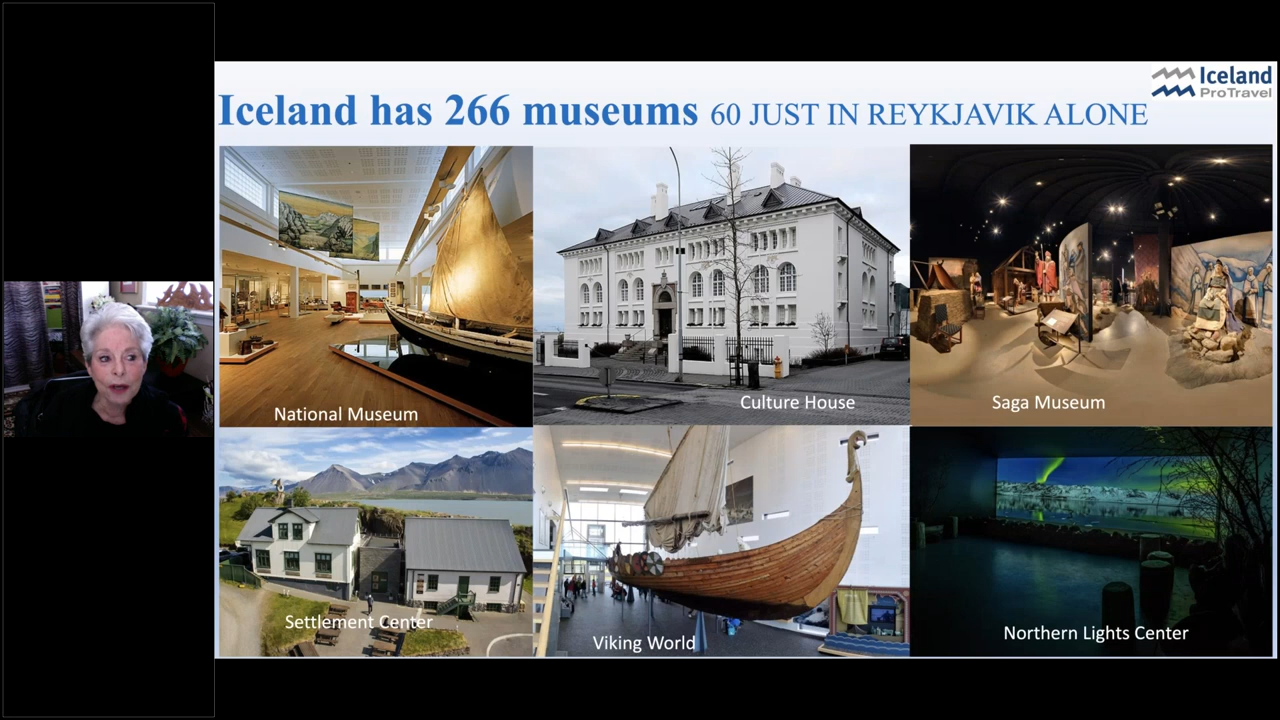 Iceland
ProTravel
Iceland has 266 museums 60 JUST IN REYKJAVIK ALONE
National Museum
Culture House
Saga Museum
Settlement Center
Viking World
Northern Lights Center